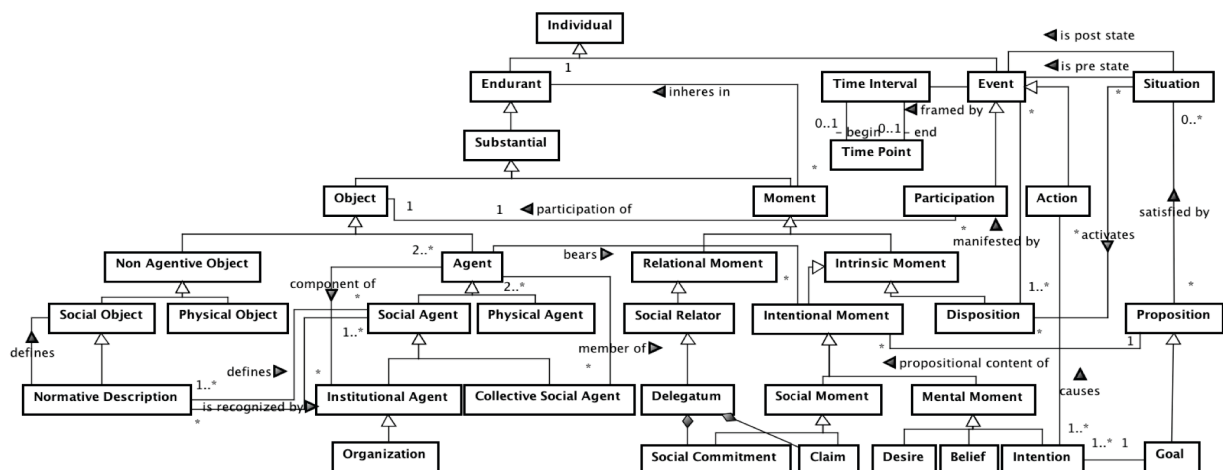 Individual
is post state
1
is pre state
Endurant
inheres in
Time Interval
Event
Situation
*
*
framed by
0..1
0..1
0..*
begin
end
Substantial
Time Point
*
Object
Moment
Participation
Action
1
1
participation of
satisfied by
*
manifested by
*
activates
2..*
bears
Non Agentive Object
Agent
Relational Moment
Intrinsic Moment
component of
*
2..*
*
1..*
*
Social Object
Physical Object
Social Agent
Physical Agent
Social Relator
Intentional Moment
Disposition
Proposition
1..*
*
*
1
defines
member of
propositional content of
defines
*
*
causes
1..*
Normative Description
is recognized by
Institutional Agent
Collective Social Agent
Delegatum
Social Moment
Mental Moment
*
1..*
1..*
1
Organization
Social Commitment
Claim
Desire
Belief
Intention
Goal